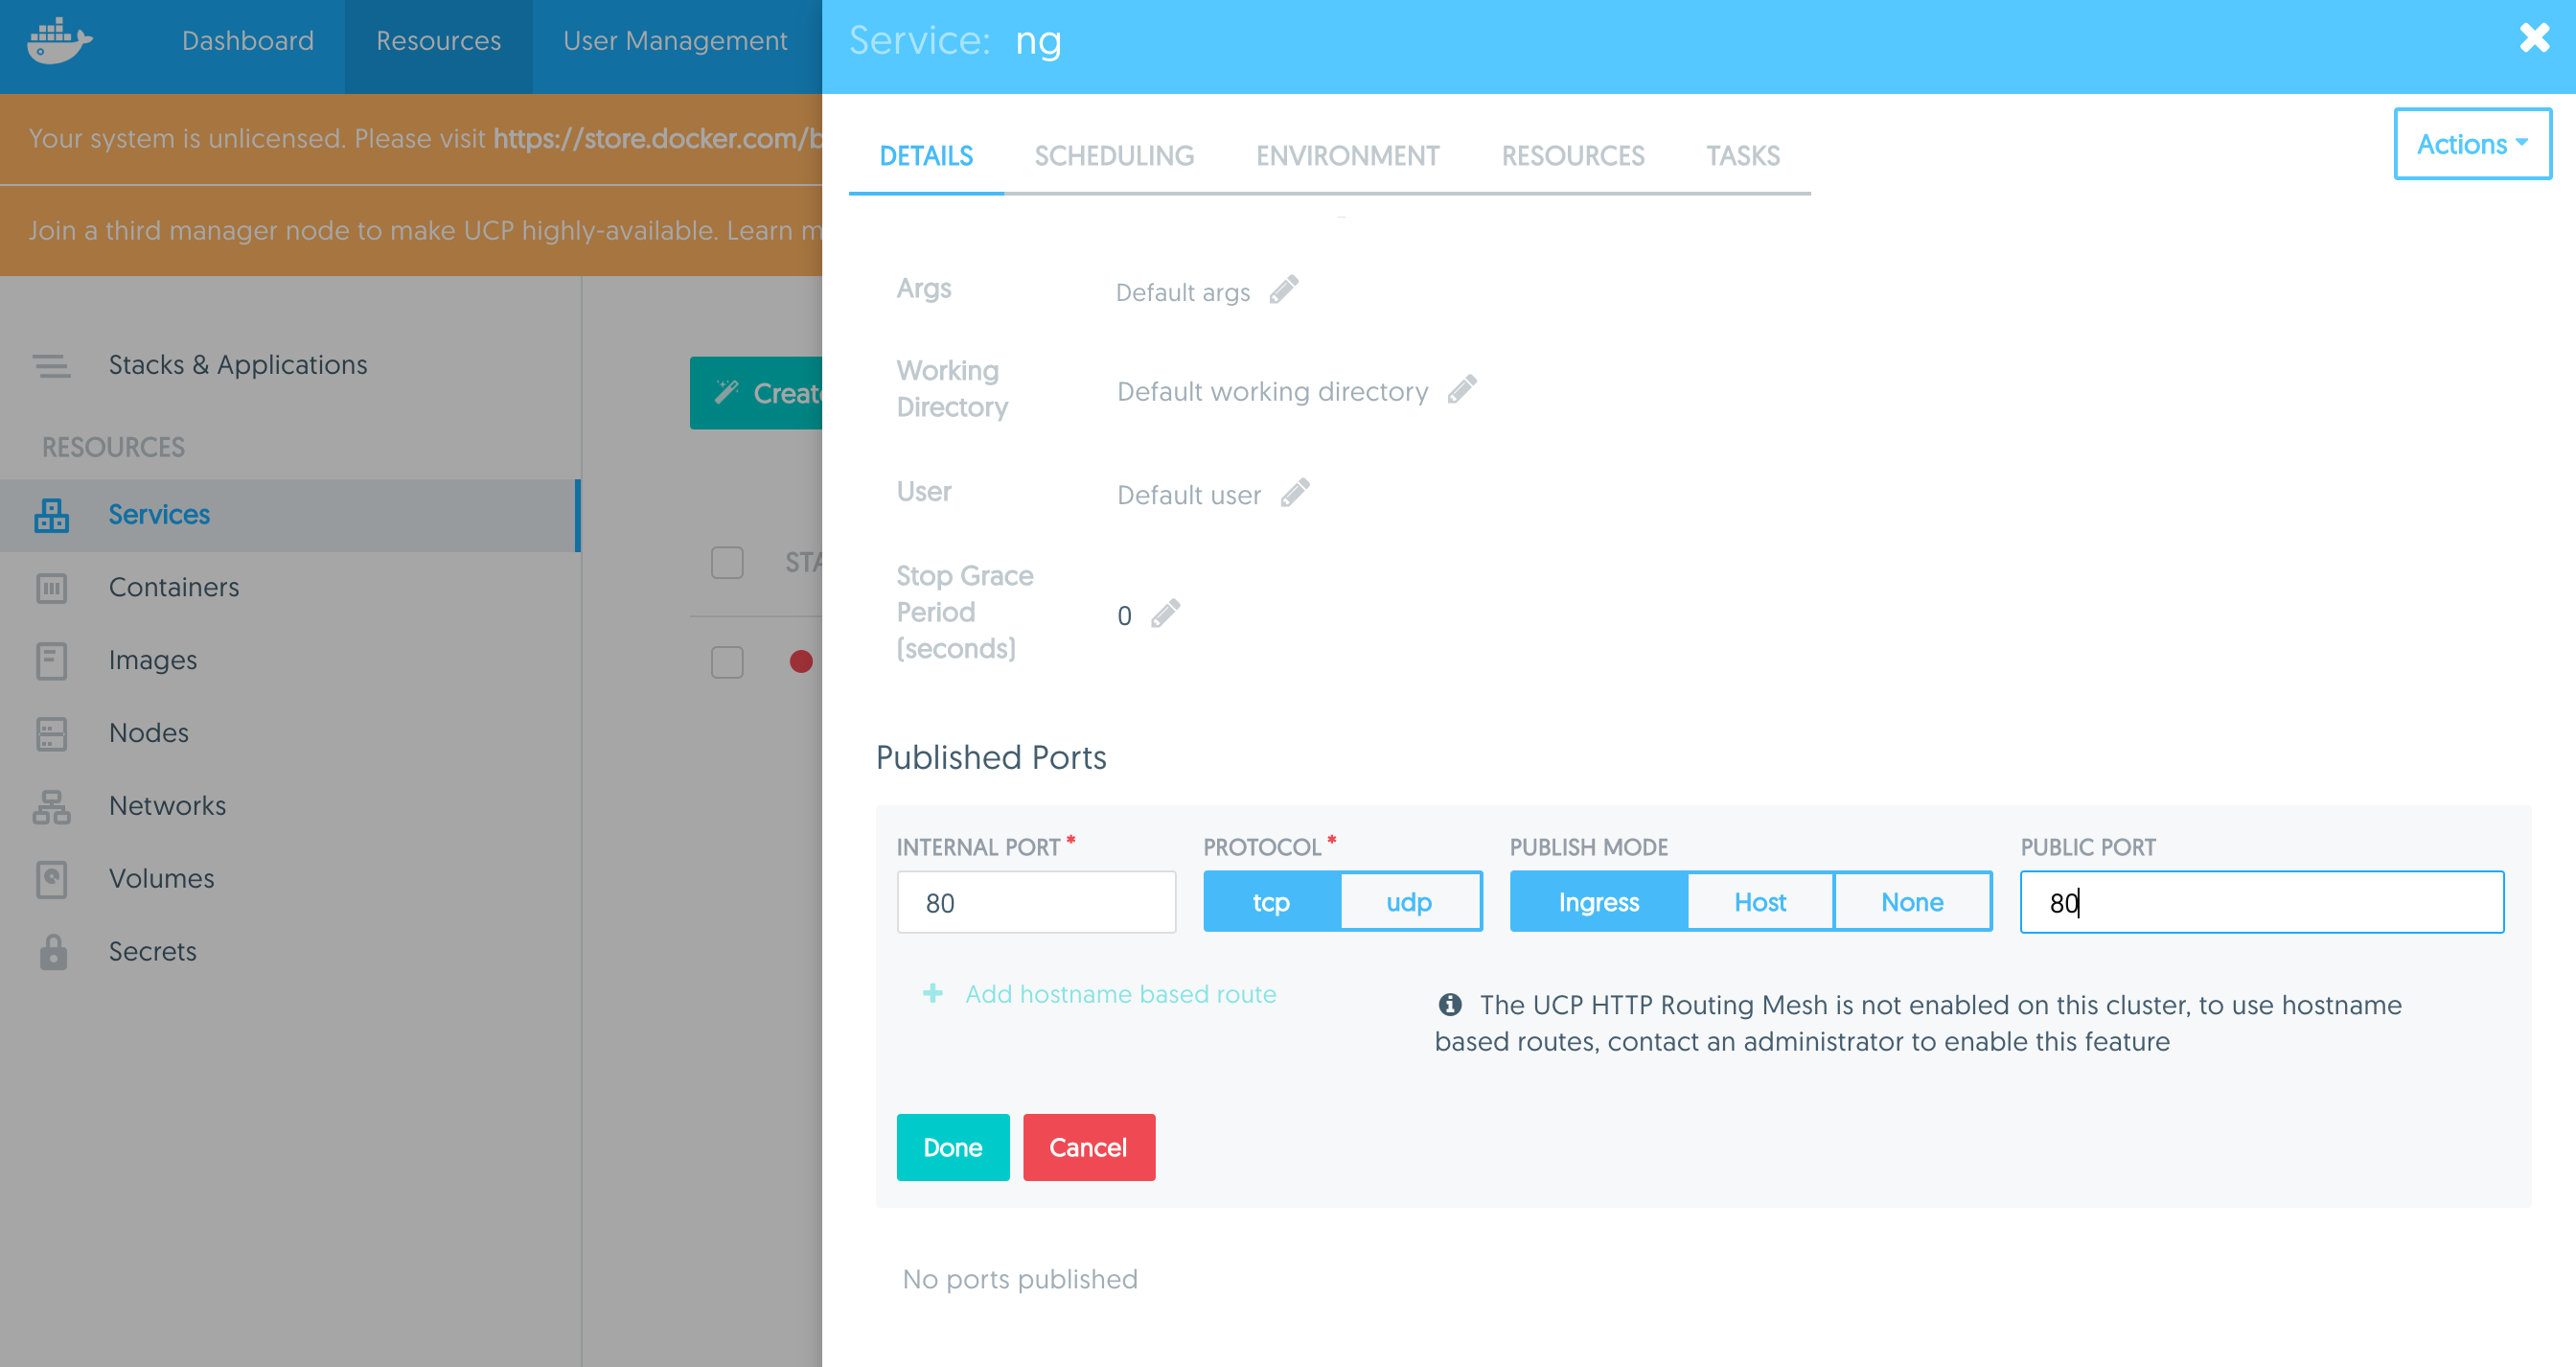 Dashboard
Resources
User Management
Service: ng
Your system is unlicensed. Please visit https://store.docker.com/b
Join a third manager node to make UCP highly-available. Learn m
Stacks & Applications
RESOURCES
Services
Containers
Images
Nodes
Networks
Volumes
Secrets
DETAILS
SCHEDULING
ENVIRONMENT
RESOURCES
TASKS
Actions
Args
Default args
Working
Directory
Default working directory
User
Default user
Stop Grace
Period
(seconds)
0
Published Ports
INTERNAL PORT *
PROTOCOL *
PUBLISH MODE
PUBLIC PORT
80
tcp
udp
Ingress
Host
None
80
+ Add hostname based route
The UCP HTTP Routing Mesh is not enabled on this cluster, to use hostname
based routes, contact an administrator to enable this feature
Done
Cancel
No ports published